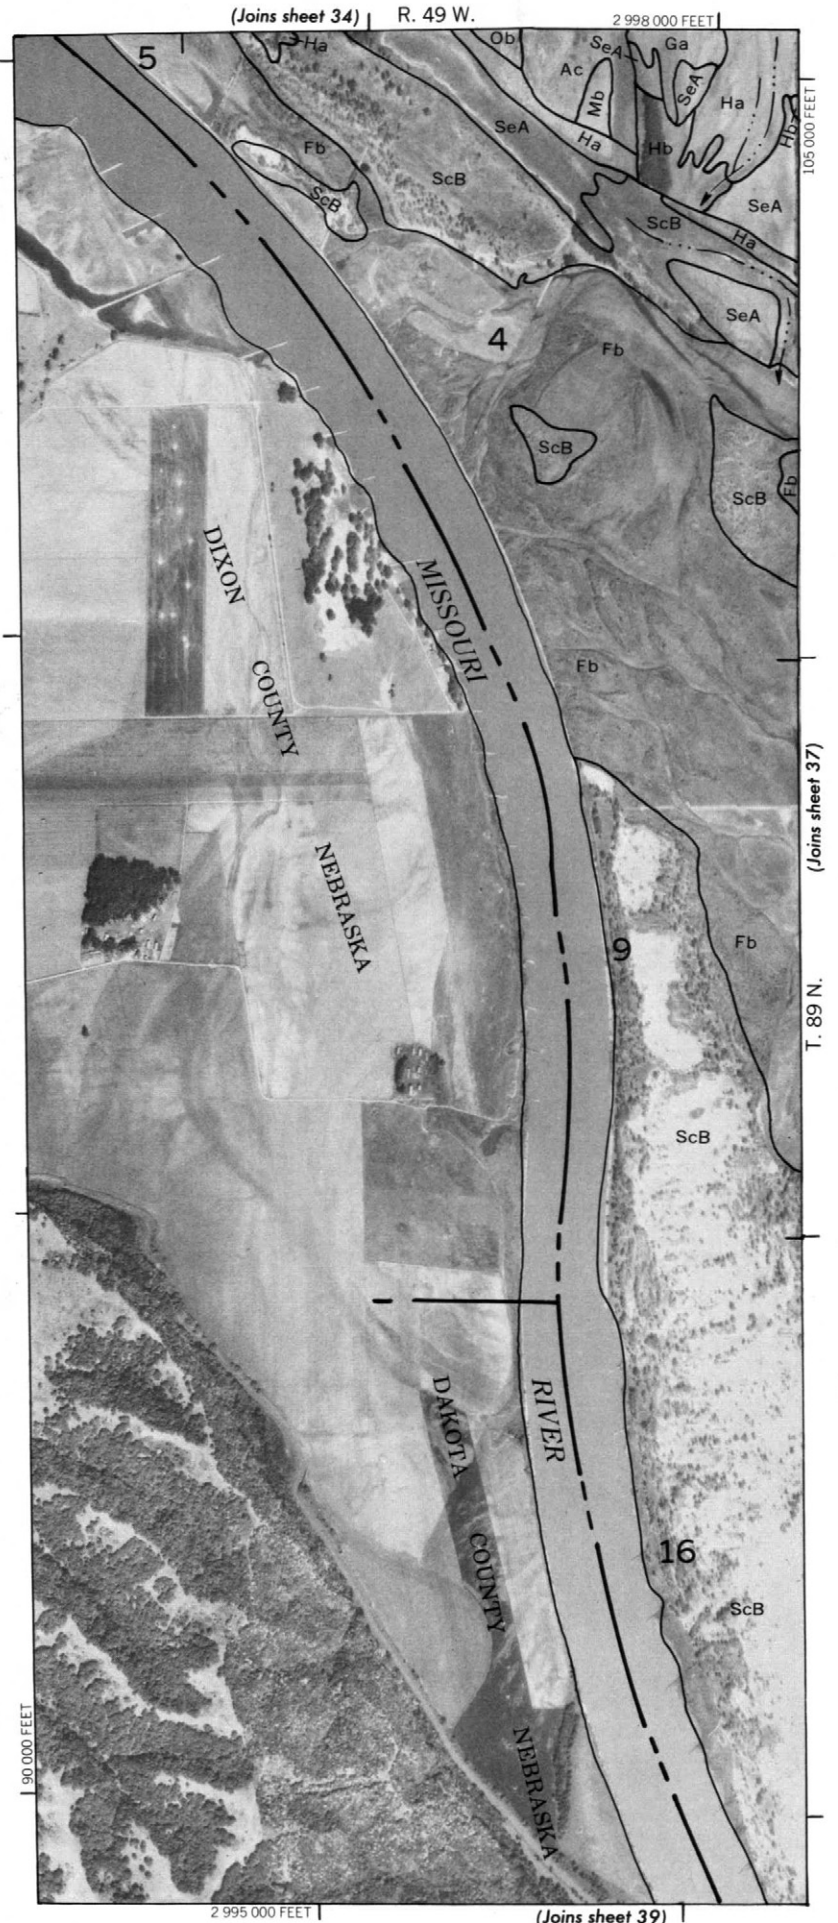 (Joins sheet 34)
R. 49 W.
2 998 000 FEET
5
Ha
Ob
SeA
Ga
Ac
Mb
SeA
Ha
Hb
105 000 FEET
Fb
ScB
SeA
Ha
Hb
ScB
SeA
ScB
Ha
SeA
4
Fb
ScB
ScB
Fb
DIXON
COUNTY
NEBRASKA
MISSOURI
Fb
(Joins sheet 37)
9
Fb
T. 89 N.
ScB
RIVER
DAKOTA
COUNTY
NEBRASKA
16
ScB
90 000 FEET
2 995 000 FEET
(Joins sheet 39)